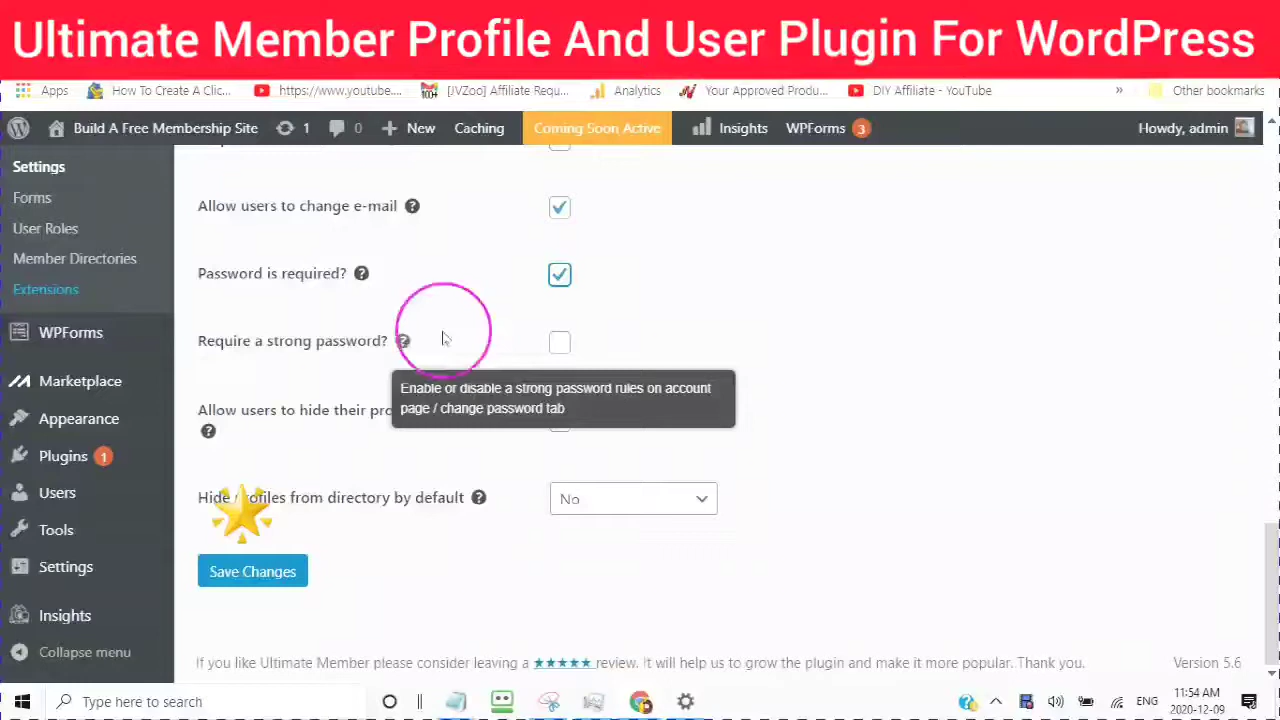 Ultimate Member Profile And User Plugin For WordPress
Apps How To Create A Clic... https://www.youtube.... [JVZoo] Affiliate Requ... Analytics Your Approved Produ... DIY Affiliate - YouTube » Other bookmarks
Build A Free Membership Site 1 0 New Caching Coming Soon Active Insights WPForms 3 Howdy, admin
Settings
Forms
User Roles
Member Directories
Extensions
WPForms
Marketplace
Appearance
Plugins 1
Users
Tools
Settings
Insights
Collapse menu
Allow users to change e-mail ?
Password is required? ?
Require a strong password? ?
Enable or disable a strong password rules on account
page / change password tab
Allow users to hide their
?
Hide profiles from directory by default ?
No
Save Changes
If you like Ultimate Member please consider leaving a ★★★★★ review. It will help us to grow the plugin and make it more popular. Thank you.
Version 5.6
Type here to search
ENG
11:54 AM
2020-12-09